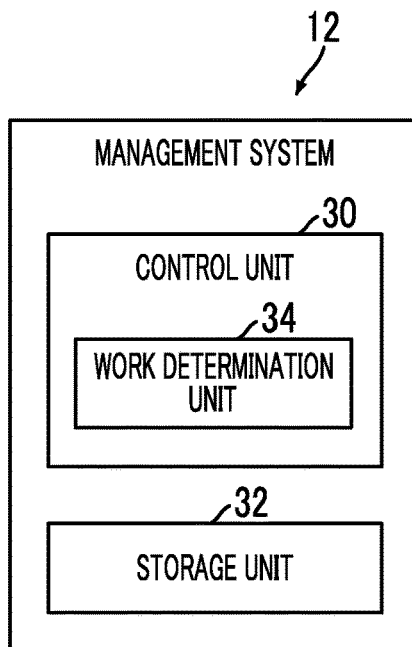 12
MANAGEMENT SYSTEM
30
CONTROL UNIT
34
WORK DETERMINATION
UNIT
32
STORAGE UNIT